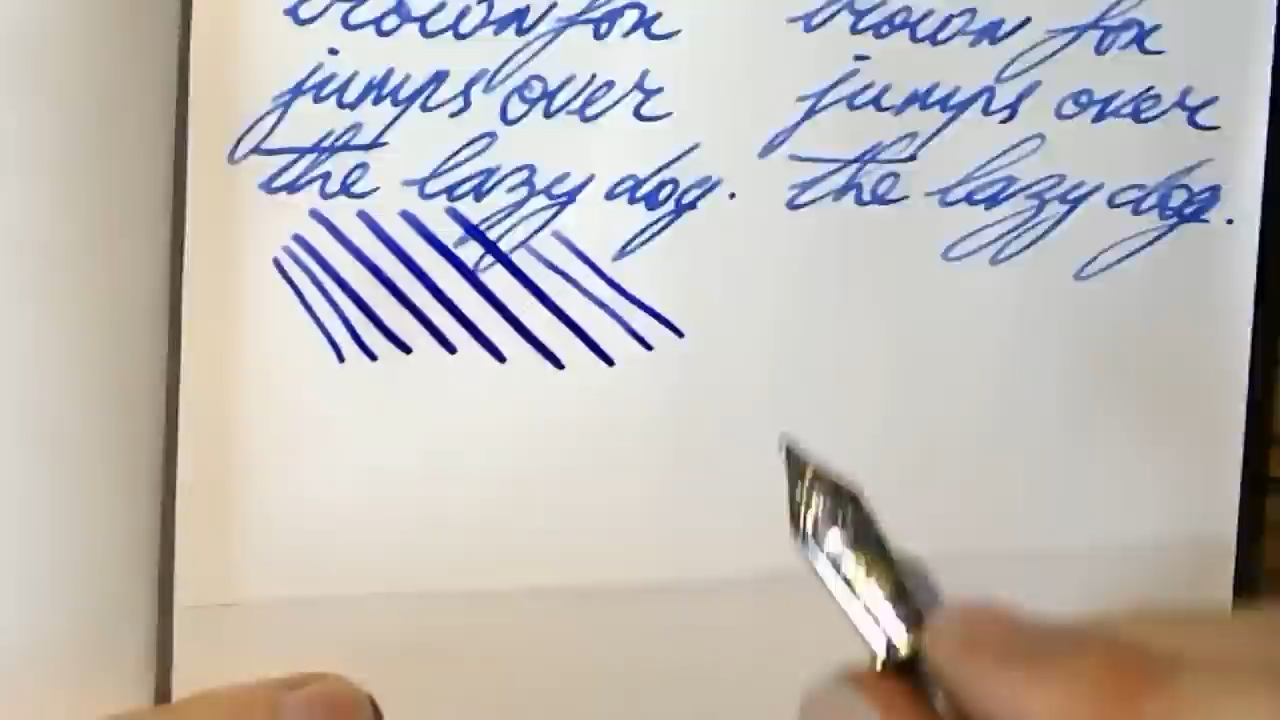 brown fox
jumps over
the lazy dog.
brown fox
jumps over
the lazy dog.